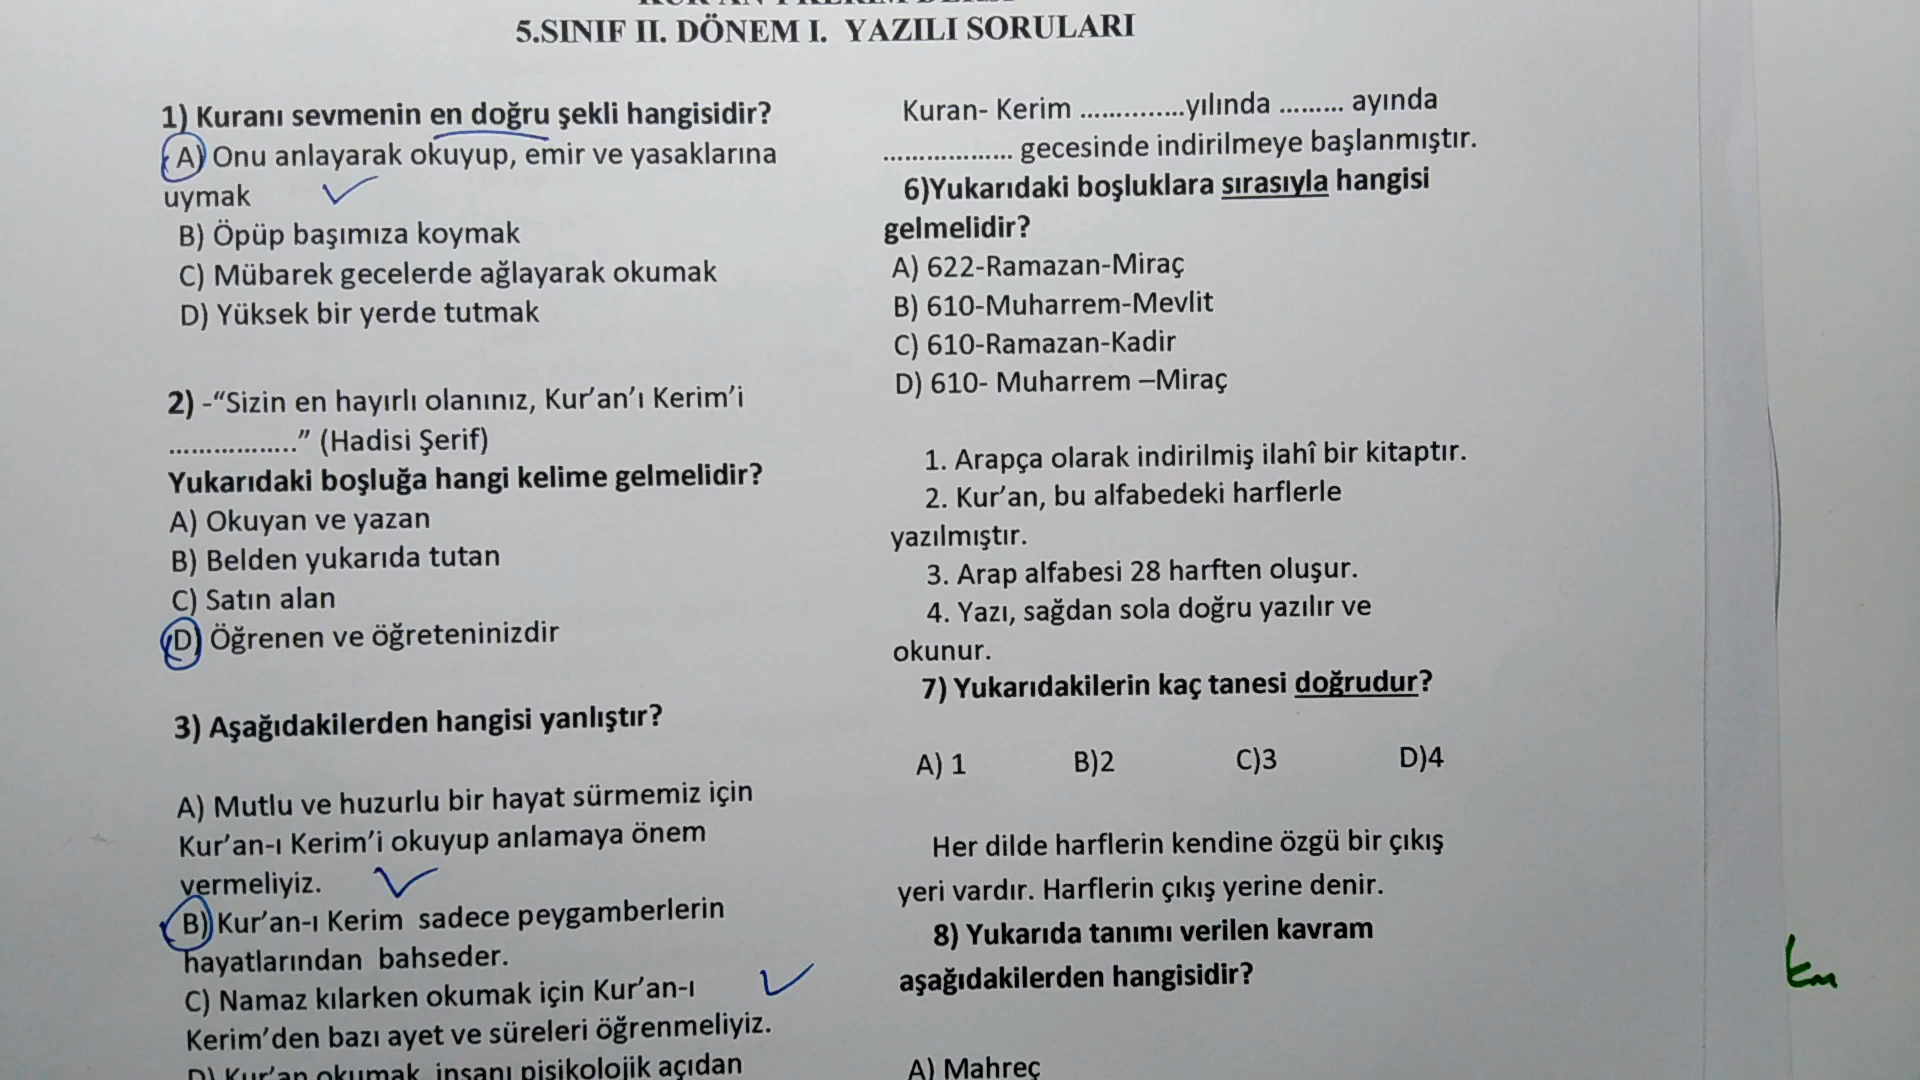 5.SINIF II. DÖNEM I. YAZILI SORULARI
1) Kuranı sevmenin en doğru şekli hangisidir?
A) Onu anlayarak okuyup, emir ve yasaklarına
uymak
B) Öpüp başımıza koymak
C) Mübarek gecelerde ağlayarak okumak
D) Yüksek bir yerde tutmak
2) -“Sizin en hayırlı olanınız, Kur’an’ı Kerim’i
.................” (Hadisi Şerif)
Yukarıdaki boşluğa hangi kelime gelmelidir?
A) Okuyan ve yazan
B) Belden yukarıda tutan
C) Satın alan
D) Öğrenen ve öğreteninizdir
3) Aşağıdakilerden hangisi yanlıştır?
A) Mutlu ve huzurlu bir hayat sürmemiz için
Kur’an-ı Kerim’i okuyup anlamaya önem
vermeliyiz.
B) Kur’an-ı Kerim sadece peygamberlerin
hayatlarından bahseder.
C) Namaz kılarken okumak için Kur’an-ı
Kerim’den bazı ayet ve süreleri öğrenmeliyiz.
D) Kur’an okumak insanı pisikolojik açıdan
Kuran- Kerim ..............yılında ......... ayında
................. gecesinde indirilmeye başlanmıştır.
6)Yukarıdaki boşluklara sırasıyla hangisi
gelmelidir?
A) 622-Ramazan-Miraç
B) 610-Muharrem-Mevlit
C) 610-Ramazan-Kadir
D) 610- Muharrem –Miraç
1. Arapça olarak indirilmiş ilahî bir kitaptır.
2. Kur’an, bu alfabedeki harflerle
yazılmıştır.
3. Arap alfabesi 28 harften oluşur.
4. Yazı, sağdan sola doğru yazılır ve
okunur.
7) Yukarıdakilerin kaç tanesi doğrudur?
A) 1 B)2 C)3 D)4
Her dilde harflerin kendine özgü bir çıkış
yeri vardır. Harflerin çıkış yerine denir.
8) Yukarıda tanımı verilen kavram
aşağıdakilerden hangisidir?
A) Mahreç